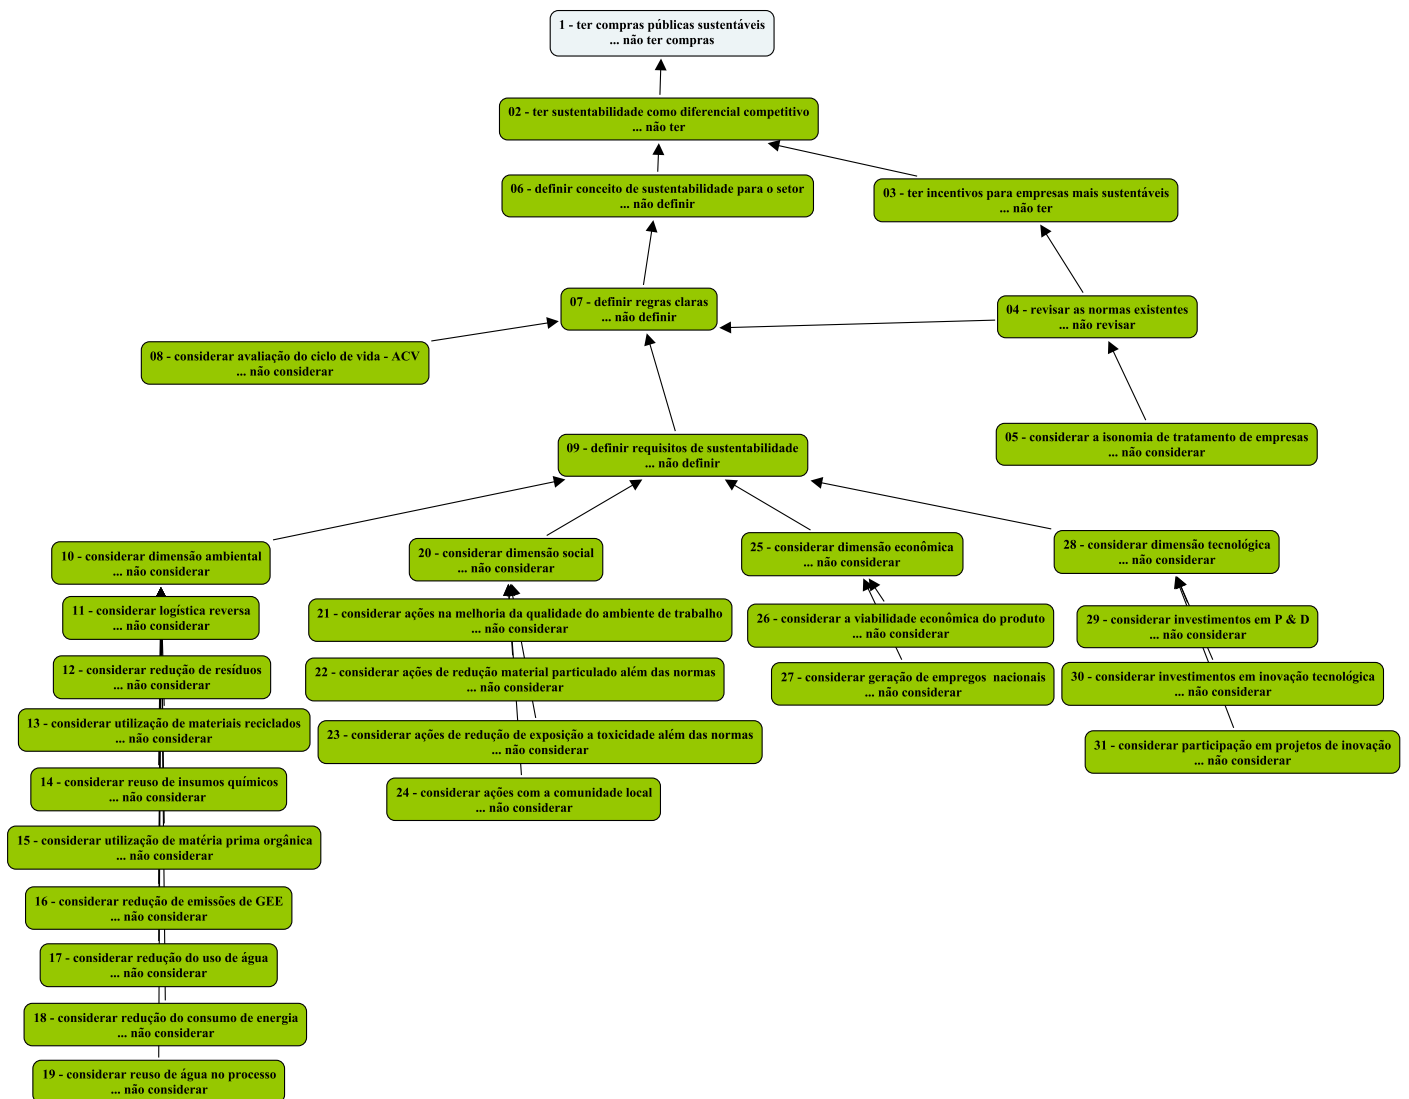 1 - ter compras públicas sustentáveis
... não ter compras
02 - ter sustentabilidade como diferencial competitivo
... não ter
06 - definir conceito de sustentabilidade para o setor
... não definir
03 - ter incentivos para empresas mais sustentáveis
... não ter
07 - definir regras claras
... não definir
04 - revisar as normas existentes
... não revisar
08 - considerar avaliação do ciclo de vida - ACV
... não considerar
05 - considerar a isonomia de tratamento de empresas
... não considerar
09 - definir requisitos de sustentabilidade
... não definir
10 - considerar dimensão ambiental
... não considerar
20 - considerar dimensão social
... não considerar
25 - considerar dimensão econômica
... não considerar
28 - considerar dimensão tecnológica
... não considerar
11 - considerar logística reversa
... não considerar
12 - considerar redução de resíduos
... não considerar
13 - considerar utilização de materiais reciclados
... não considerar
14 - considerar reuso de insumos químicos
... não considerar
15 - considerar utilização de matéria prima orgânica
... não considerar
16 - considerar redução de emissões de GEE
... não considerar
17 - considerar redução do uso de água
... não considerar
18 - considerar redução do consumo de energia
... não considerar
19 - considerar reuso de água no processo
... não considerar
21 - considerar ações na melhoria da qualidade do ambiente de trabalho
... não considerar
22 - considerar ações de redução material particulado além das normas
... não considerar
23 - considerar ações de redução de exposição a toxicidade além das normas
... não considerar
24 - considerar ações com a comunidade local
... não considerar
26 - considerar a viabilidade econômica do produto
... não considerar
27 - considerar geração de empregos  nacionais
... não considerar
29 - considerar investimentos em P & D
... não considerar
30 - considerar investimentos em inovação tecnológica
... não considerar
31 - considerar participação em projetos de inovação
... não considerar